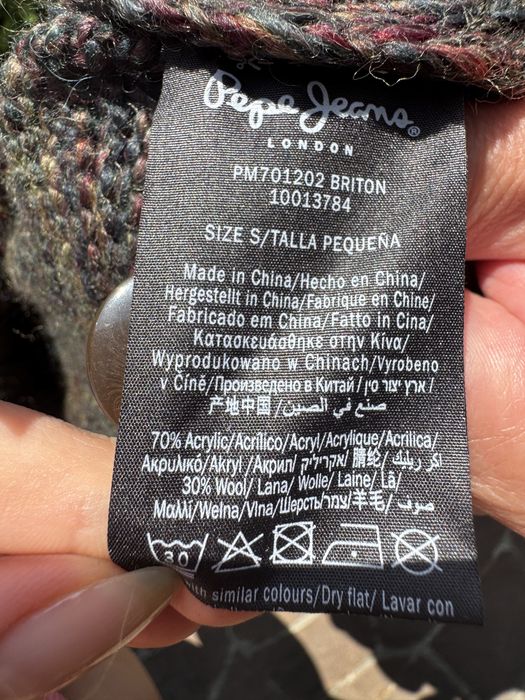 Pepe Jeans®
LONDON
PM701202 BRITON
10013784
SIZE S/TALLA PEQUEÑA
Made in China/Hecho en China/
Hergestellt in China/Fabrique en Chine/
Fabricado em China/Fatto in Cina/
Κατασκευάσθηκε στην Κίνα/
Wyprodukowano w Chinach/Vyrobeno
v Číně/Произведено в Китай/ארץ יצור סין/
产地中国/صنع في الصين/
70% Acrylic/Acrílico/Acryl/Acrylique/Acrilica/
Ακρυλικό/Akryl/Акрил/אקריליק/腈纶/اكر ريليك/
30% Wool/Lana/Wolle/Laine/Lã/
Μαλλί/Wełna/Vlna/Шерсть/צמר/羊毛/صوف/
30
with similar colours/Dry flat/Lavar con